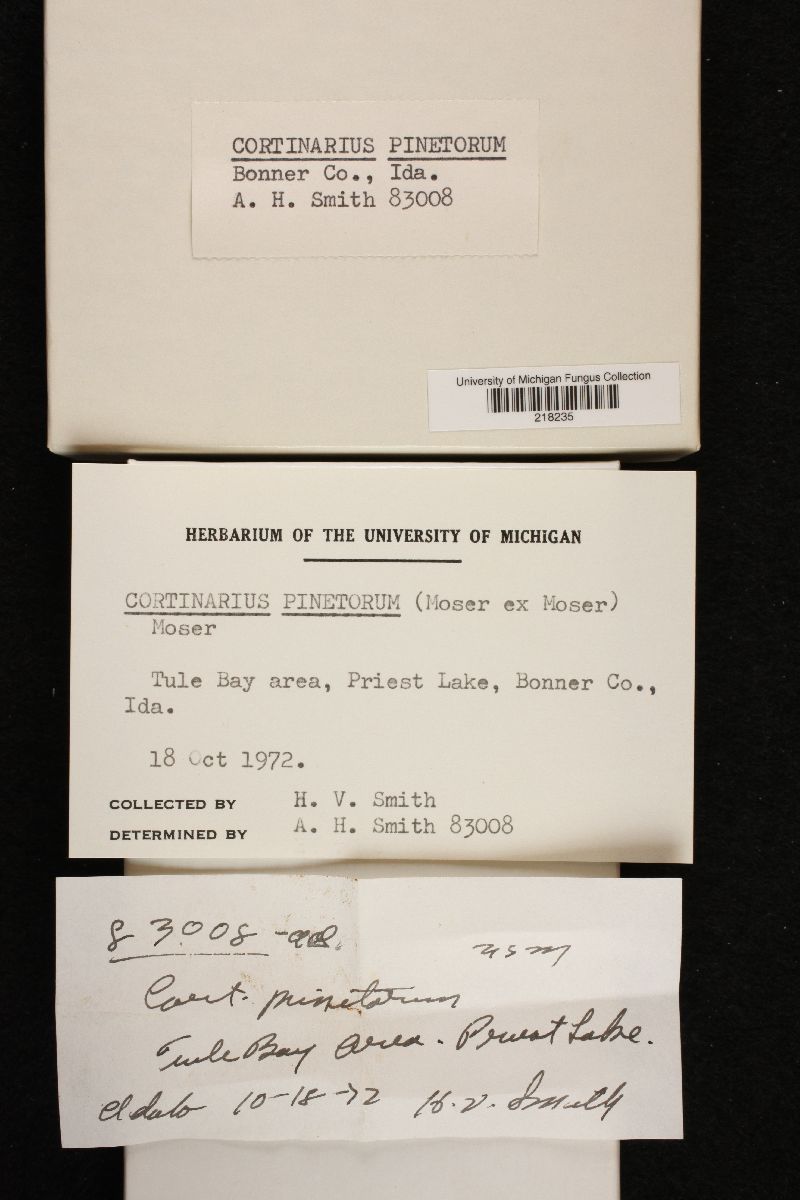 CORTINARIUS PINETORUM
Bonner Co., Ida.
A. H. Smith 83008
University of Michigan Fungus Collection
218235
HERBARIUM OF THE UNIVERSITY OF MICHIGAN
CORTINARIUS PINETORUM (Moser ex Moser)
Moser
Tule Bay area, Priest Lake, Bonner Co.,
Ida.
18 Oct 1972.
COLLECTED BY H. V. Smith
DETERMINED BY A. H. Smith 83008
83008
Cort. pinetorum
Tule Bay area. Priest Lake.
Idaho 10-18-72 H. V. Smith